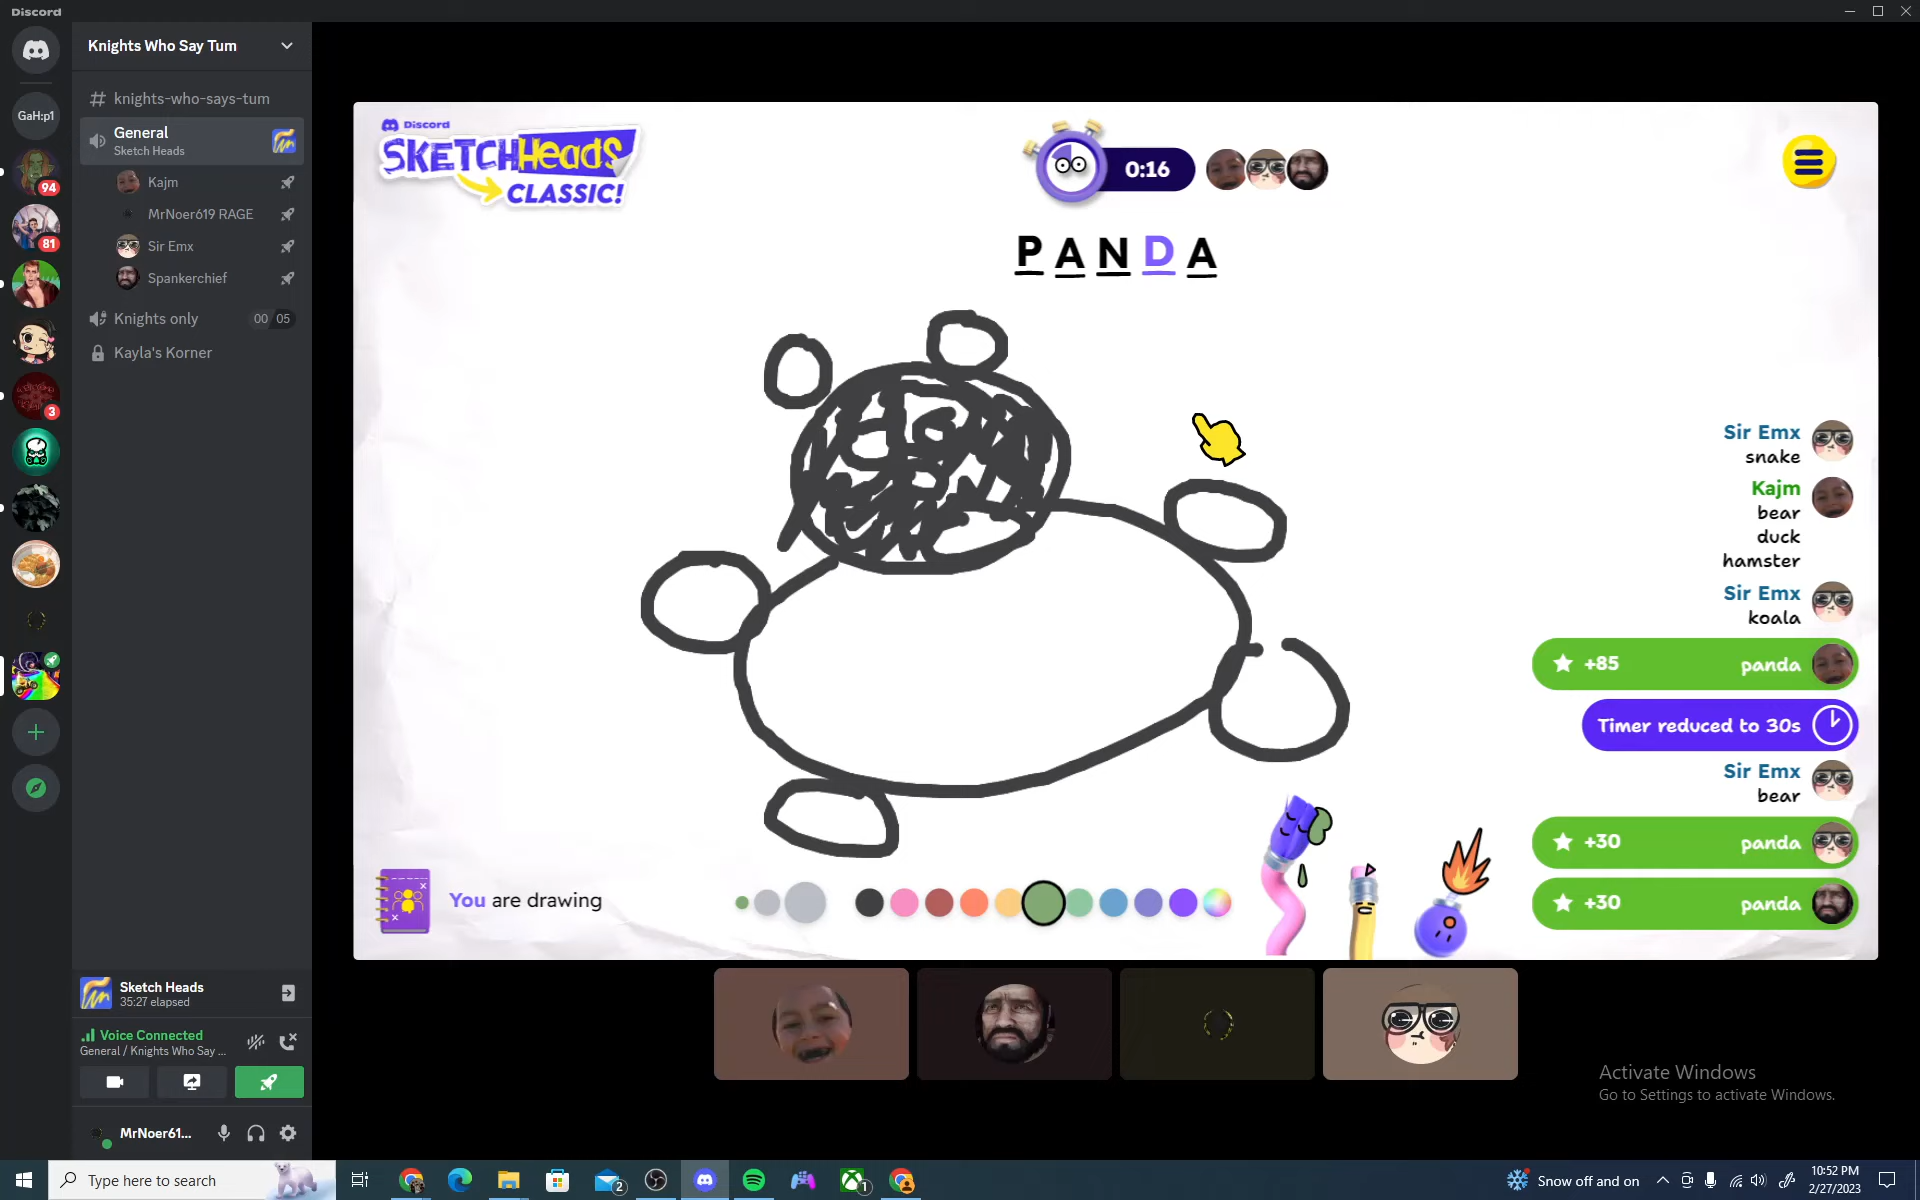 Discord
Knights Who Say Tum
knights-who-says-tum
General
Sketch Heads
Kajm
MrNoer619 RAGE
Sir Emx
Spankerchief
Knights only
00 05
Kayla's Korner
GaH:p1
94
81
3
Discord
SKETCHHeadS
CLASSIC!
0:16
PANDA
Sir Emx
snake
Kajm
bear
duck
hamster
Sir Emx
koala
+85 panda
Timer reduced to 30s
Sir Emx
bear
+30 panda
+30 panda
You are drawing
Sketch Heads
35:27 elapsed
Voice Connected
General / Knights Who Say ...
MrNoer61...
Activate Windows
Go to Settings to activate Windows.
Type here to search
2
1
Snow off and on
10:52 PM
2/27/2023